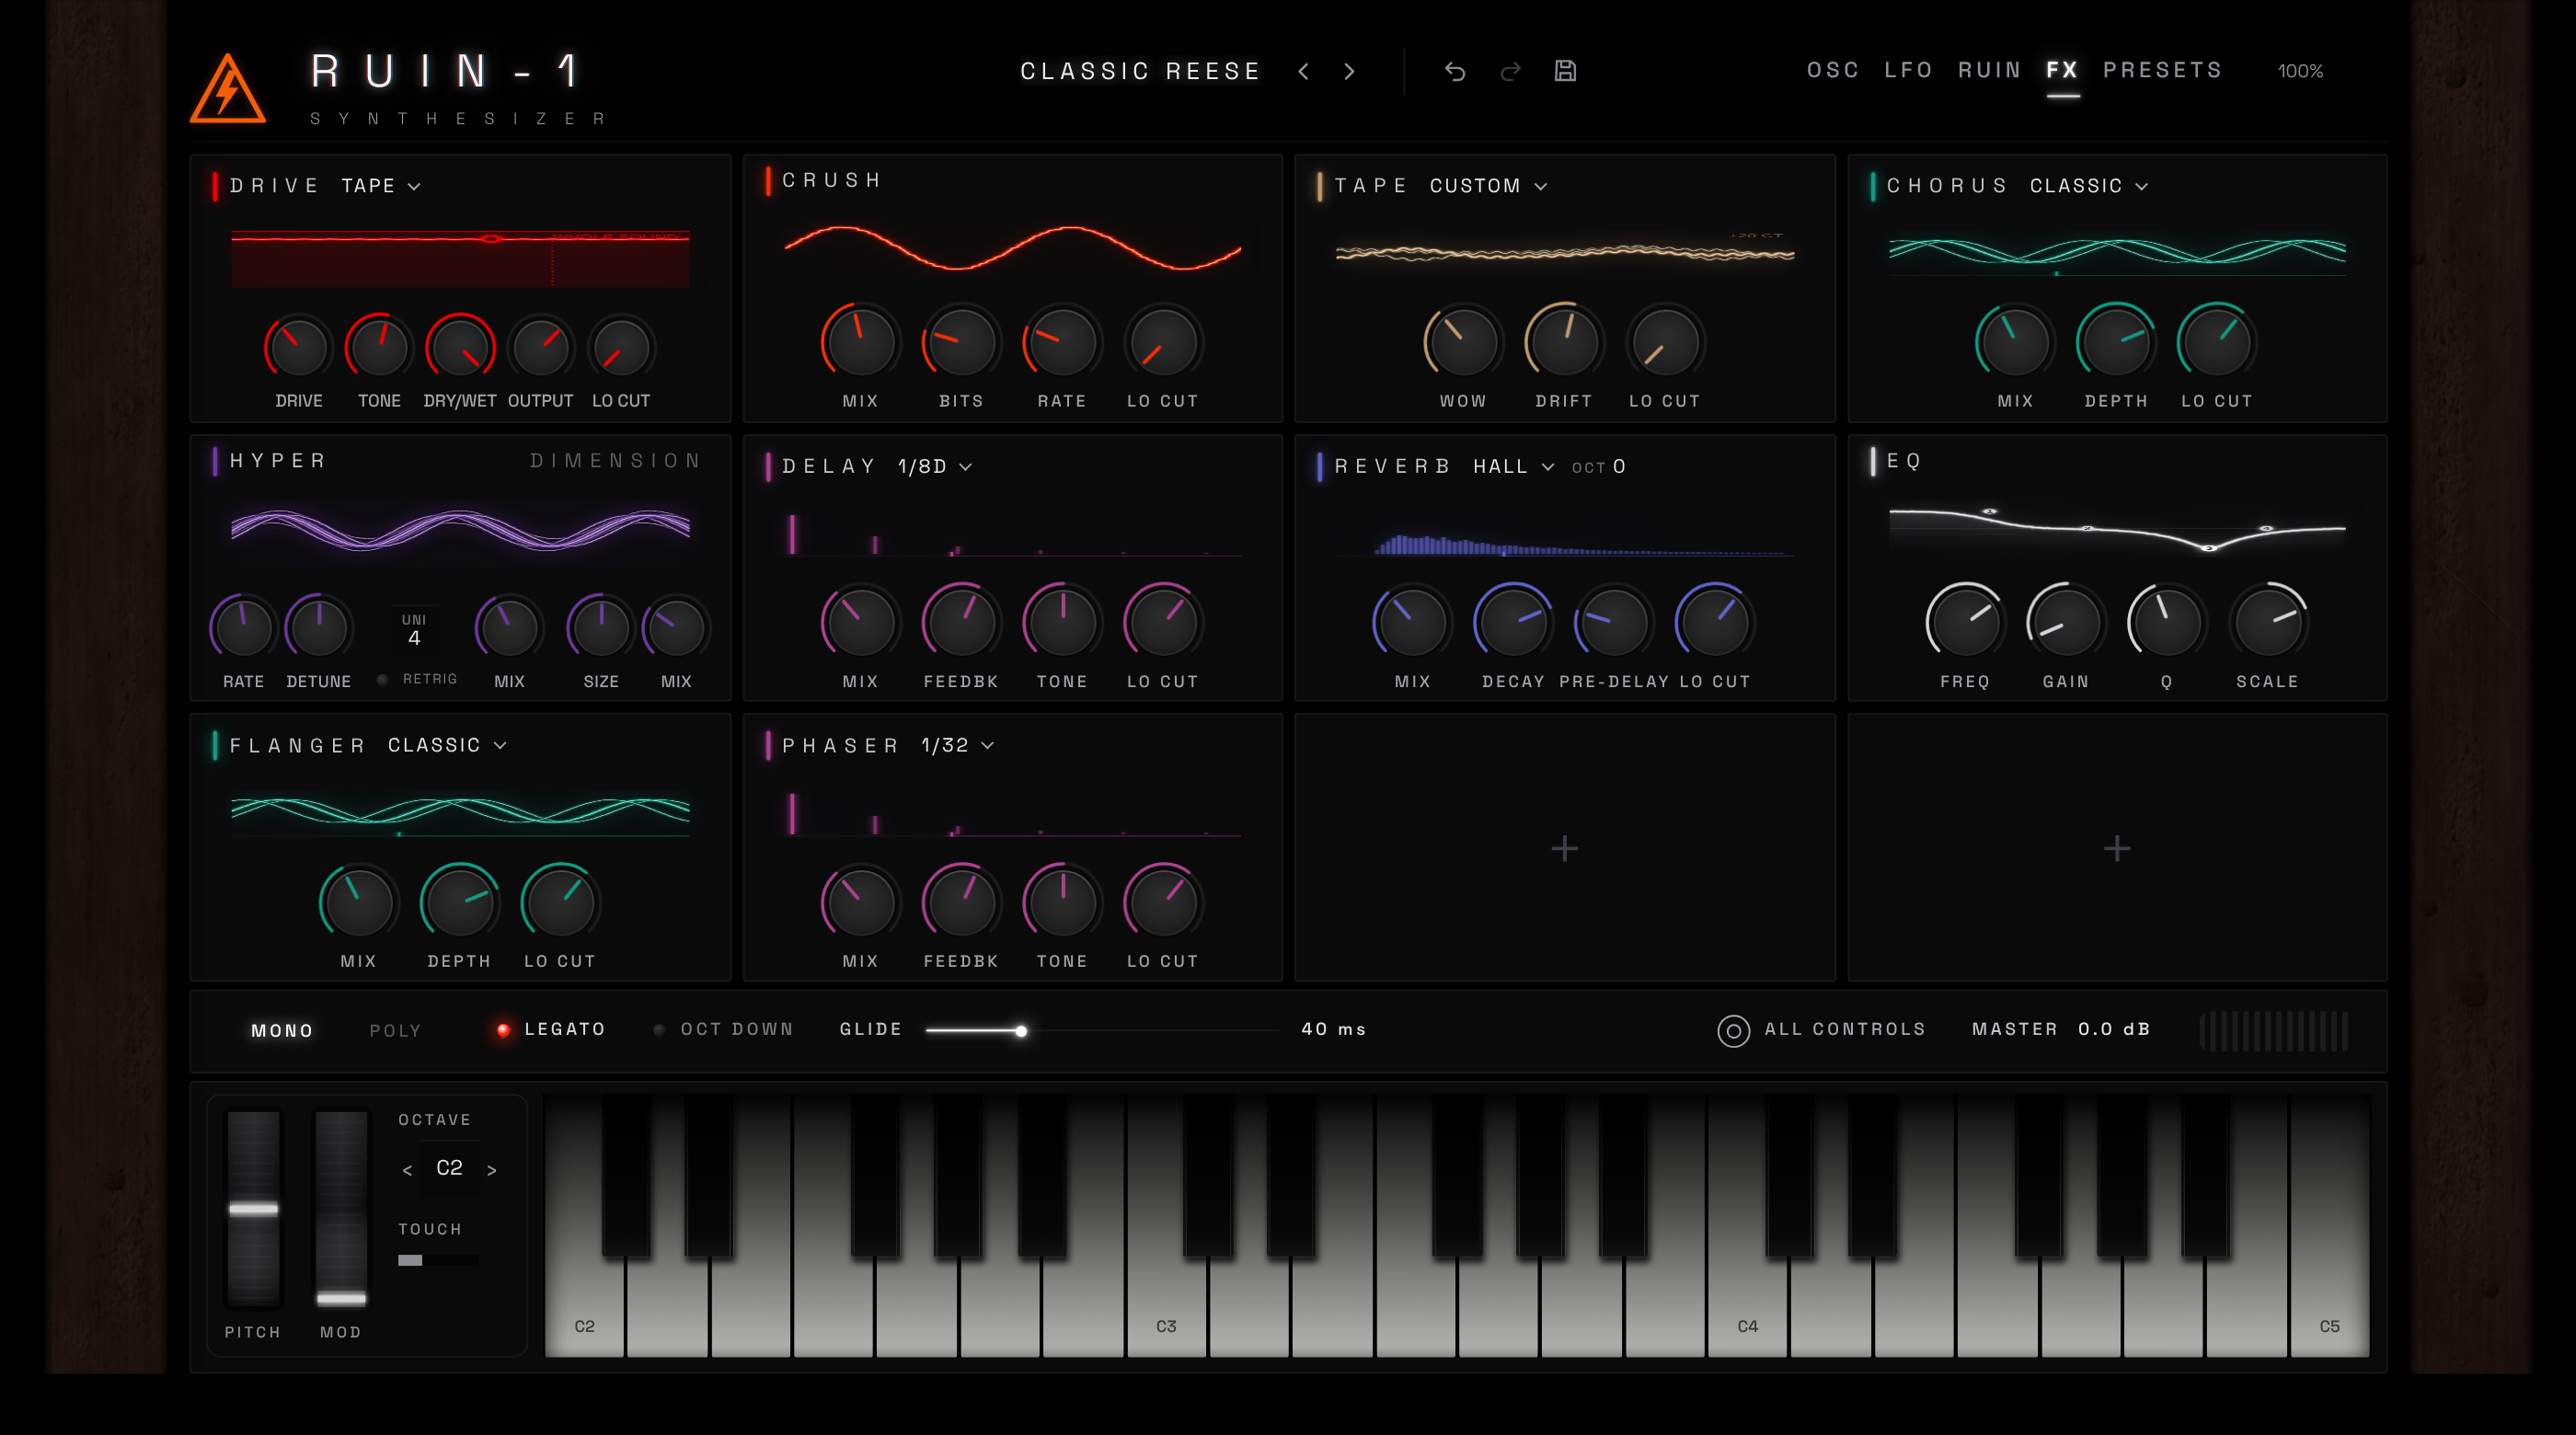 RUIN-1
SYNTHESIZER
CLASSIC REESE
OSC LFO RUIN FX PRESETS 100%
DRIVE TAPE
WHOLE SOUND
DRIVE TONE DRY/WET OUTPUT LO CUT
CRUSH
MIX BITS RATE LO CUT
TAPE CUSTOM
WOW DRIFT LO CUT
CHORUS CLASSIC
MIX DEPTH LO CUT
HYPER DIMENSION
UNI
4
RATE DETUNE RETRIG MIX SIZE MIX
DELAY 1/8D
MIX FEEDBK TONE LO CUT
REVERB HALL OCT 0
MIX DECAY PRE-DELAY LO CUT
EQ
FREQ GAIN Q SCALE
FLANGER CLASSIC
MIX DEPTH LO CUT
PHASER 1/32
MIX FEEDBK TONE LO CUT
+ +
MONO POLY LEGATO OCT DOWN GLIDE 40 ms ALL CONTROLS MASTER 0.0 dB
OCTAVE
< C2 >
TOUCH
PITCH MOD
C2 C3 C4 C5